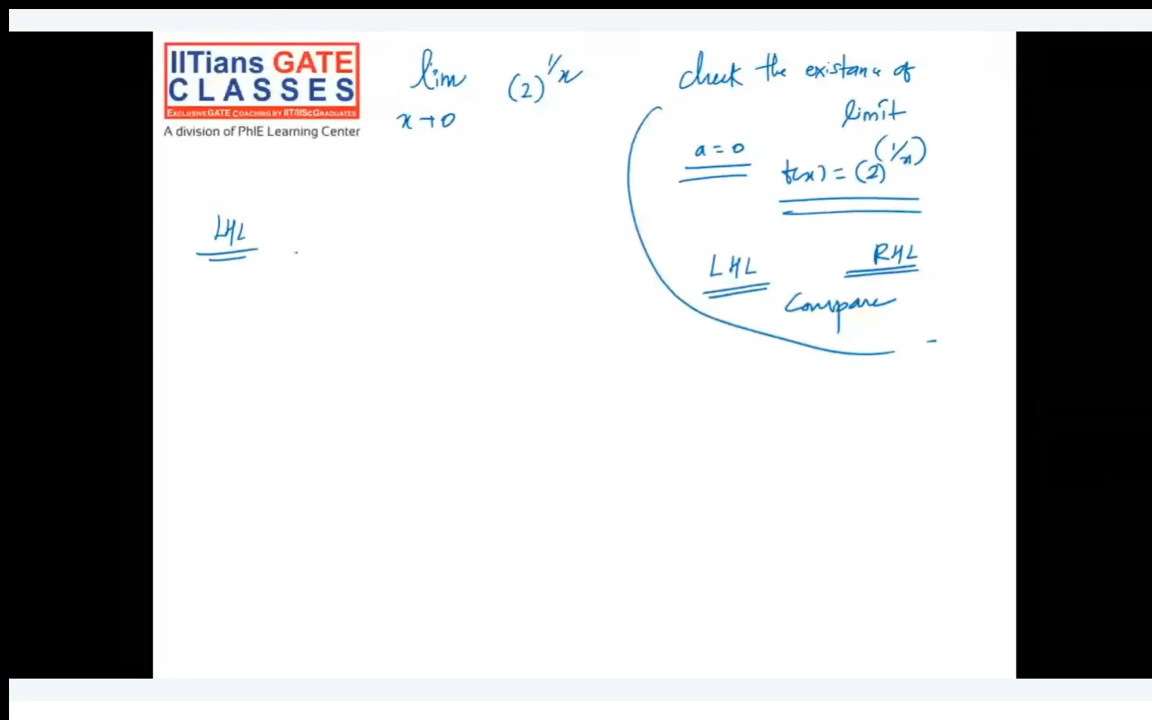 IITians GATE
CLASSES
EXCLUSIVE GATE COACHING BY IIT/IISc GRADUATES
A division of PhIE Learning Center
lim (2)^1/x
x→0
check the existance of
limit
a = 0
f(x) = (2)^(1/x)
LHL
LHL RHL
Compare